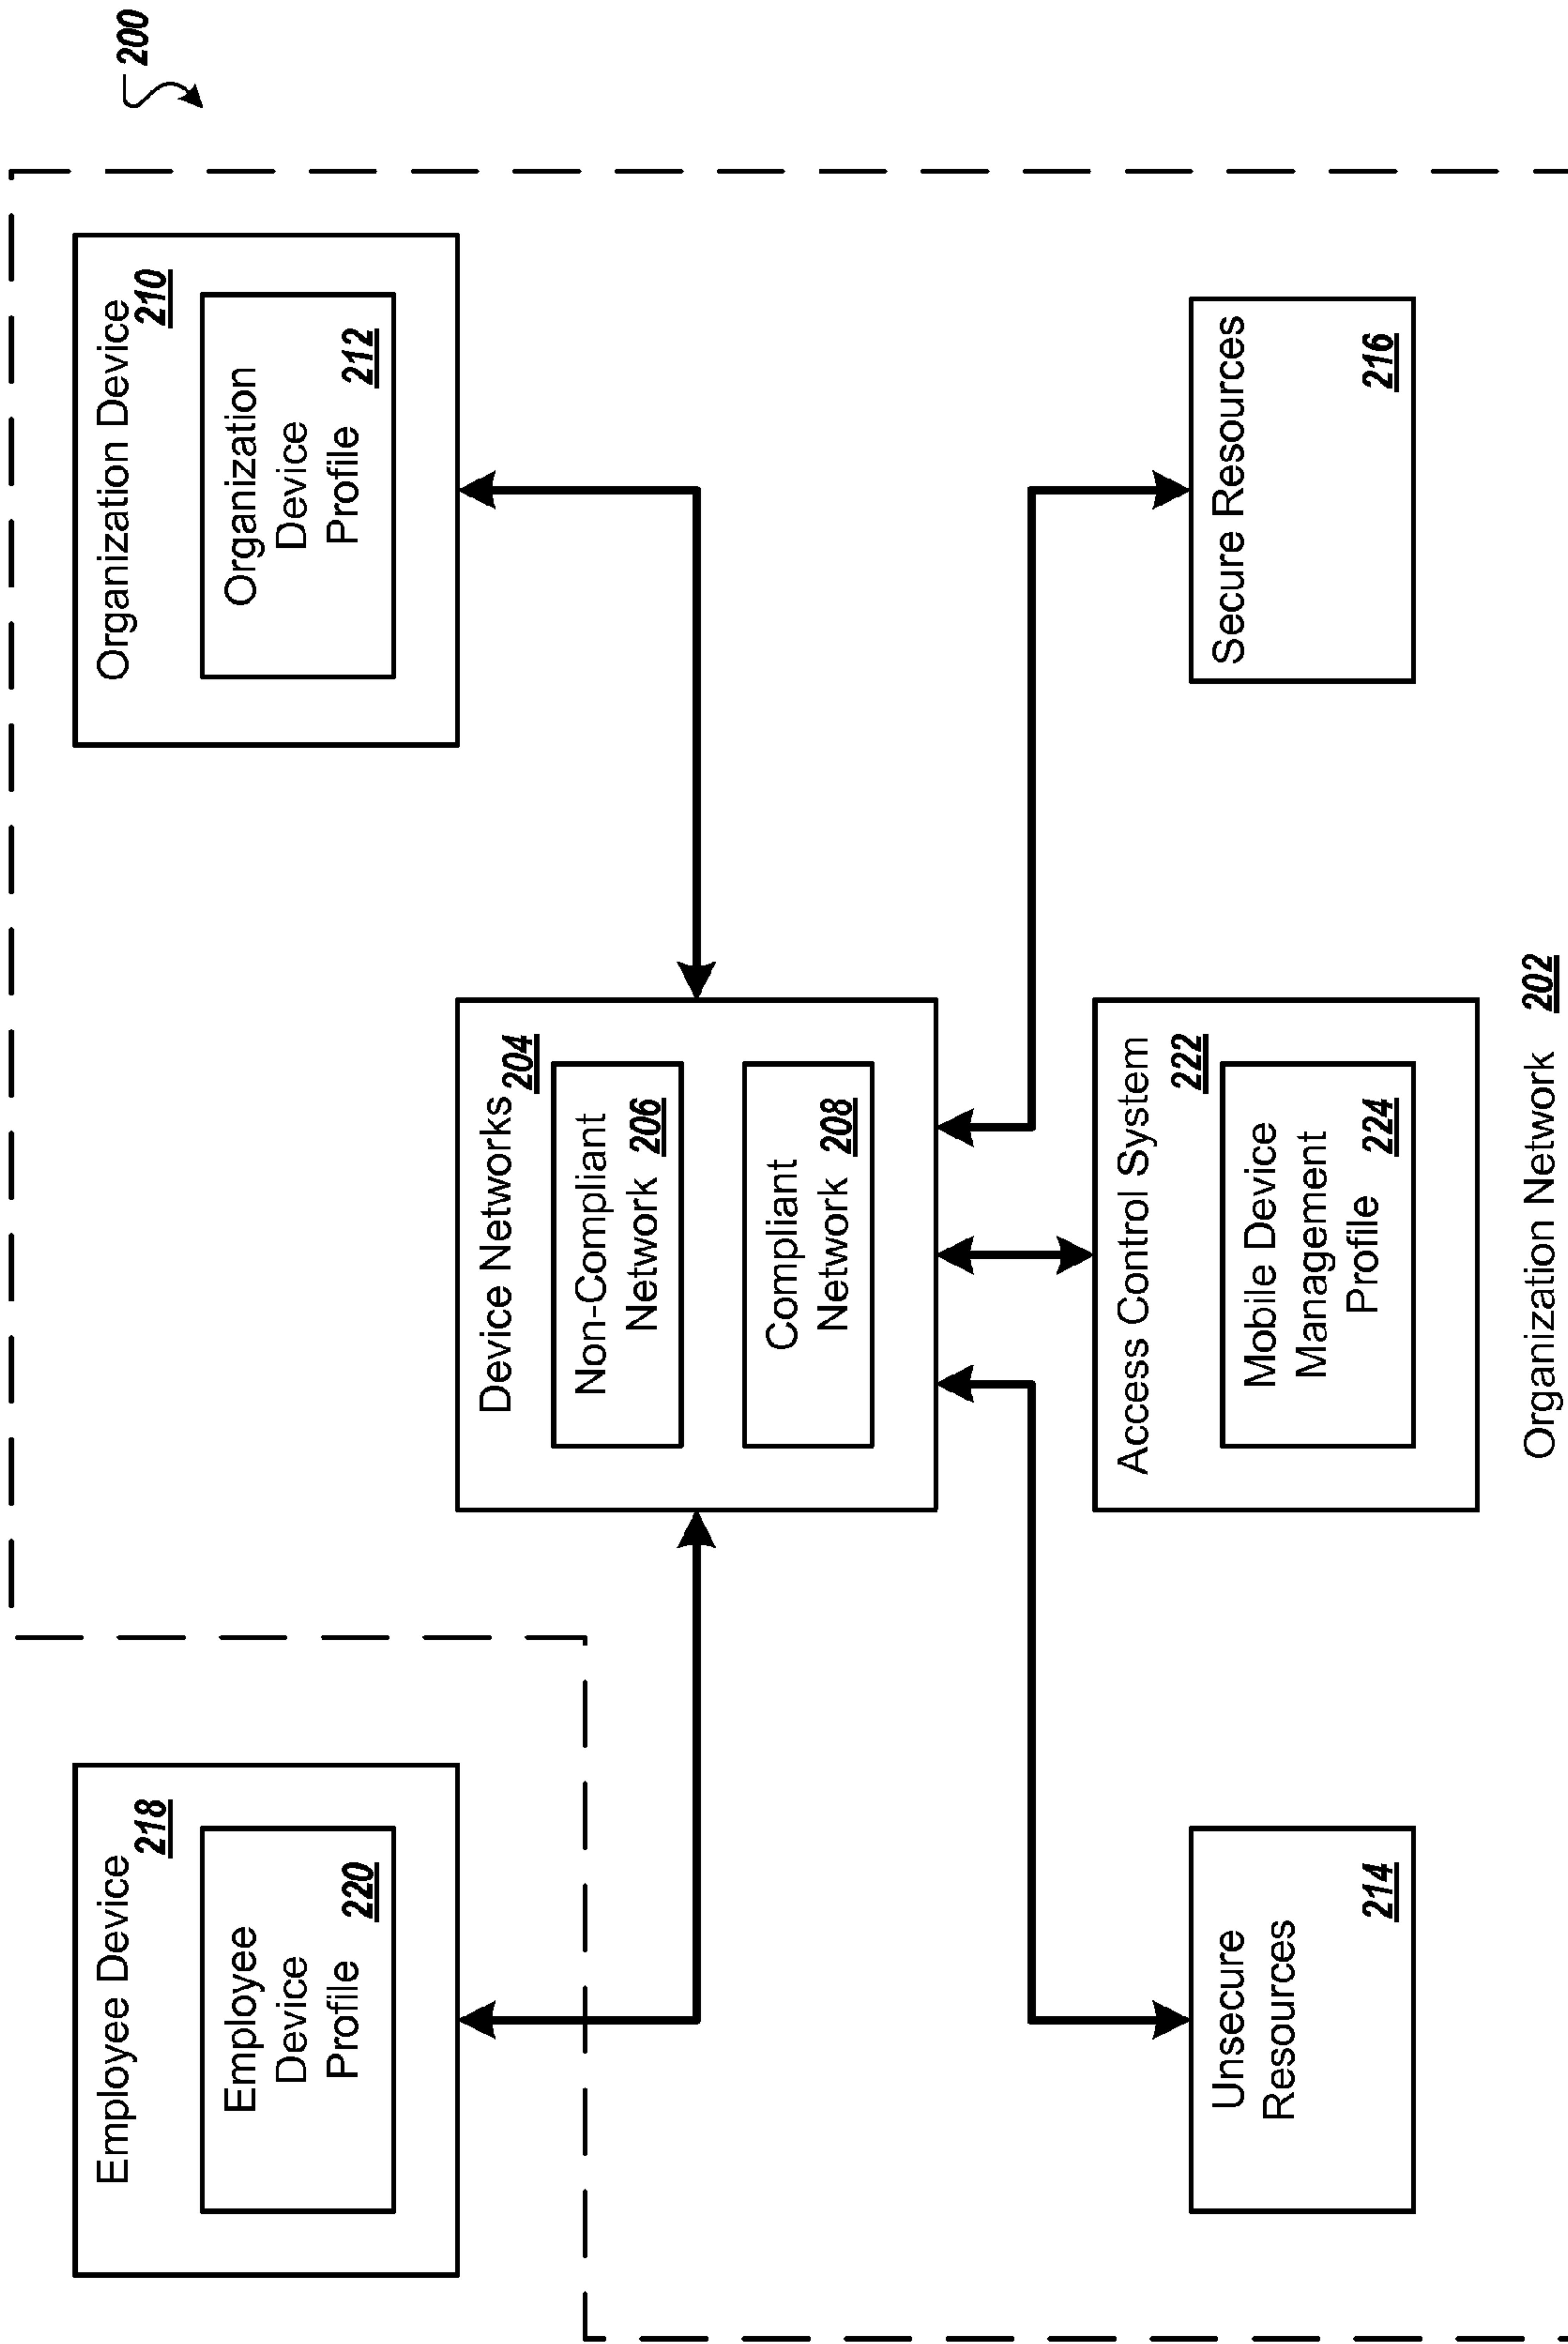 200
Employee Device
218
Employee
Device
Profile
220
Organization Device
210
Organization
Device
Profile
212
Device Networks
204
Non-Compliant
Network 206
Compliant
Network 208
Unsecure
Resources
214
Access Control System
222
Mobile Device
Management
Profile 224
Secure Resources
216
Organization Network 202